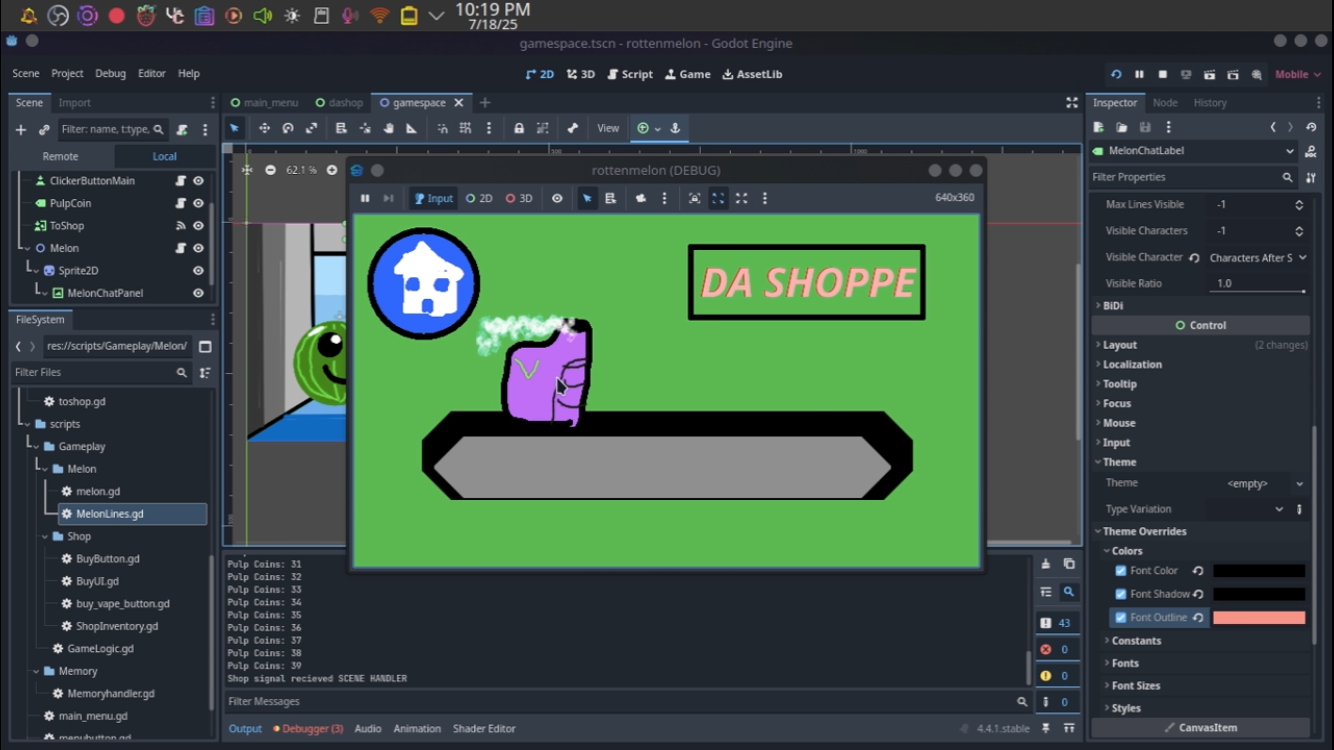 10:19 PM
7/18/25
gamespace.tscn - rottenmelon - Godot Engine
Scene Project Debug Editor Help
2D 3D Script Game AssetLib
Mobile
Scene Import
main_menu dashop gamespace
Inspector Node History
Filter: name, t:type,
View
Remote Local
62.1 %
rottenmelon (DEBUG)
MelonChatLabel
Filter Properties
ClickerButtonMain
PulpCoin
ToShop
Melon
Sprite2D
MelonChatPanel
Input 2D 3D
640x360
DA SHOPPE
FileSystem
res://scripts/Gameplay/Melon/
Filter Files
toshop.gd
scripts
Gameplay
Melon
melon.gd
MelonLines.gd
Shop
BuyButton.gd
BuyUI.gd
buy_vape_button.gd
ShopInventory.gd
GameLogic.gd
Memory
Memoryhandler.gd
main_menu.gd
menubutton.gd
Pulp Coins: 31
Pulp Coins: 32
Pulp Coins: 33
Pulp Coins: 34
Pulp Coins: 35
Pulp Coins: 36
Pulp Coins: 37
Pulp Coins: 38
Pulp Coins: 39
Shop signal recieved SCENE HANDLER
43
0
0
0
Filter Messages
Output Debugger (3) Audio Animation Shader Editor
4.4.1.stable
Max Lines Visible -1
Visible Characters -1
Visible Character Characters After S
Visible Ratio 1.0
BiDi
Control
Layout (2 changes)
Localization
Tooltip
Focus
Mouse
Input
Theme
Theme <empty>
Type Variation
Theme Overrides
Colors
Font Color
Font Shadow
Font Outline
Constants
Fonts
Font Sizes
Styles
CanvasItem